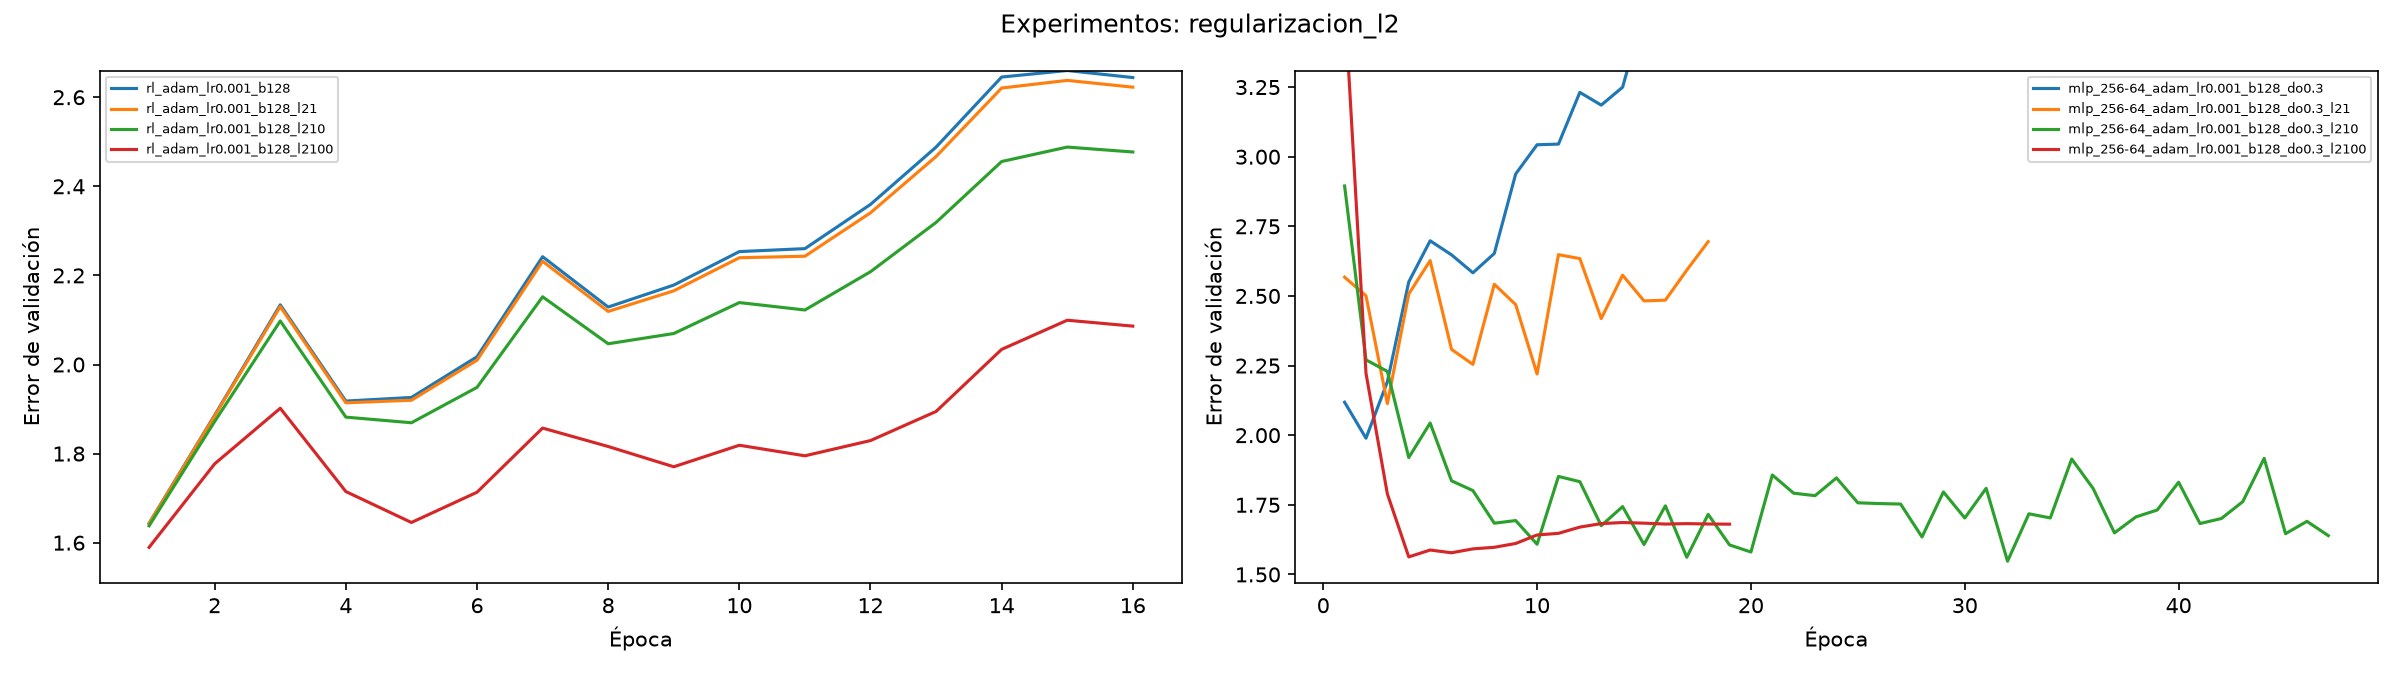 Experimentos: regularizacion_l2
rl_adam_lr0.001_b128
rl_adam_lr0.001_b128_l21
rl_adam_lr0.001_b128_l210
rl_adam_lr0.001_b128_l2100
2.6
2.4
2.2
2.0
1.8
1.6
Error de validación
2
4
6
8
10
12
14
16
Época
mlp_256-64_adam_lr0.001_b128_do0.3
mlp_256-64_adam_lr0.001_b128_do0.3_l21
mlp_256-64_adam_lr0.001_b128_do0.3_l210
mlp_256-64_adam_lr0.001_b128_do0.3_l2100
3.25
3.00
2.75
2.50
2.25
2.00
1.75
1.50
Error de validación
0
10
20
30
40
Época